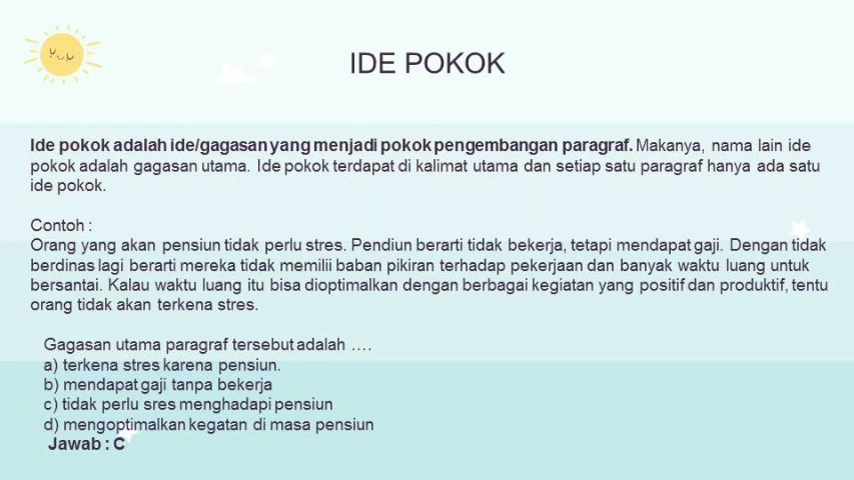 IDE POKOK
Ide pokok adalah ide/gagasan yang menjadi pokok pengembangan paragraf. Makanya, nama lain ide
pokok adalah gagasan utama. Ide pokok terdapat di kalimat utama dan setiap satu paragraf hanya ada satu
ide pokok.
Contoh :
Orang yang akan pensiun tidak perlu stres. Pendiun berarti tidak bekerja, tetapi mendapat gaji. Dengan tidak
berdinas lagi berarti mereka tidak memilii baban pikiran terhadap pekerjaan dan banyak waktu luang untuk
bersantai. Kalau waktu luang itu bisa dioptimalkan dengan berbagai kegiatan yang positif dan produktif, tentu
orang tidak akan terkena stres.
Gagasan utama paragraf tersebut adalah ….
a) terkena stres karena pensiun.
b) mendapat gaji tanpa bekerja
c) tidak perlu sres menghadapi pensiun
d) mengoptimalkan kegatan di masa pensiun
Jawab : C